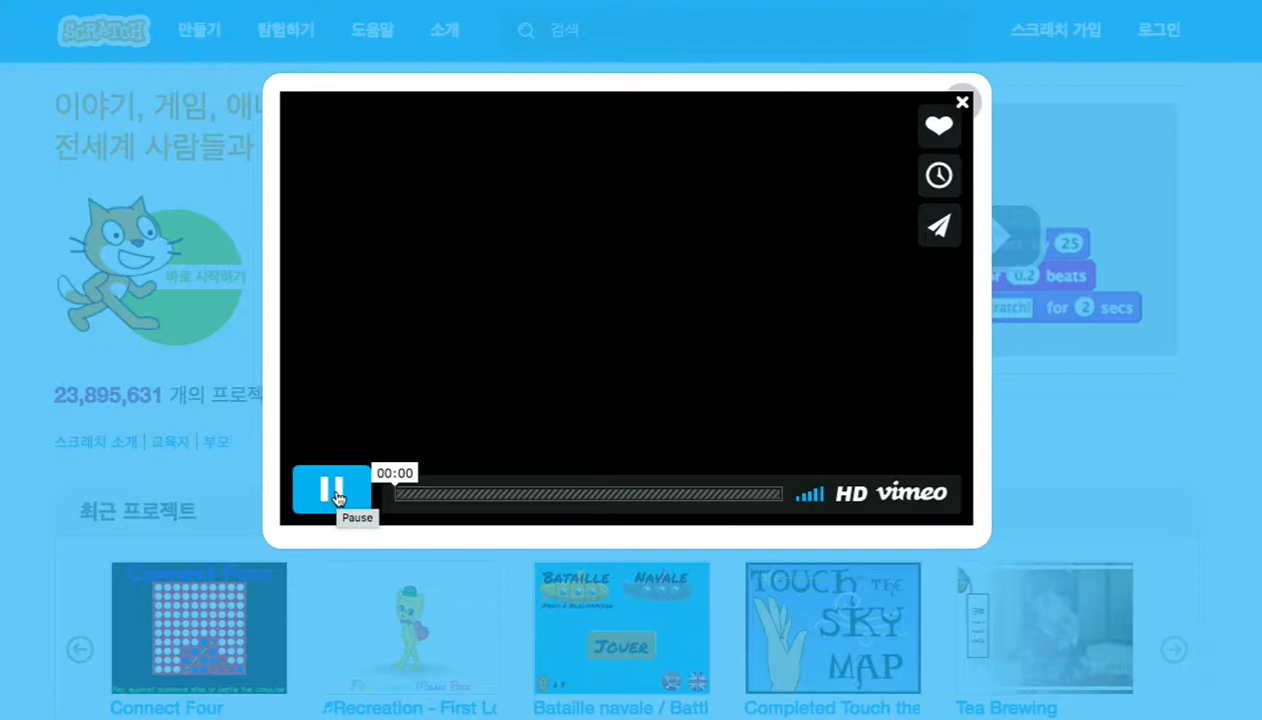 SCRATCH 만들기 탐험하기 도움말 소개 검색 스크레치 가입 로그인
이야기, 게임, 애니
전세계 사람들과
25
0.2 beats
바로 시작하기
for 2 secs
23,895,631 개의 프로젝
스크래치 소개 | 교육자 | 부모
00:00
HD vimeo
Pause
최근 프로젝트
Connect Four
BATAILLE NAVALE
JOUER
TOUCH THE SKY MAP
Connect Four
♬Recreation - First Lo
Bataille navale / Battl
Completed Touch the
Tea Brewing